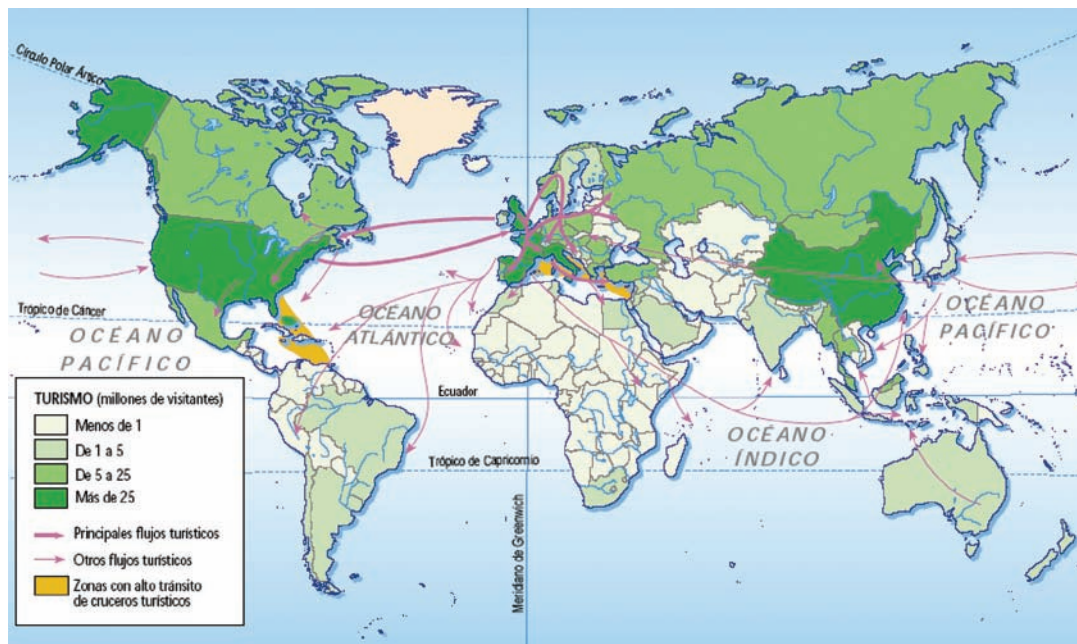 Círculo Polar Ártico
Trópico de Cáncer
OCÉANO
PACÍFICO
OCÉANO
ATLÁNTICO
OCÉANO
PACÍFICO
Ecuador
OCÉANO
ÍNDICO
Trópico de Capricornio
Meridiano de Greenwich
TURISMO (millones de visitantes)
Menos de 1
De 1 a 5
De 5 a 25
Más de 25
Principales flujos turísticos
Otros flujos turísticos
Zonas con alto tránsito
de cruceros turísticos